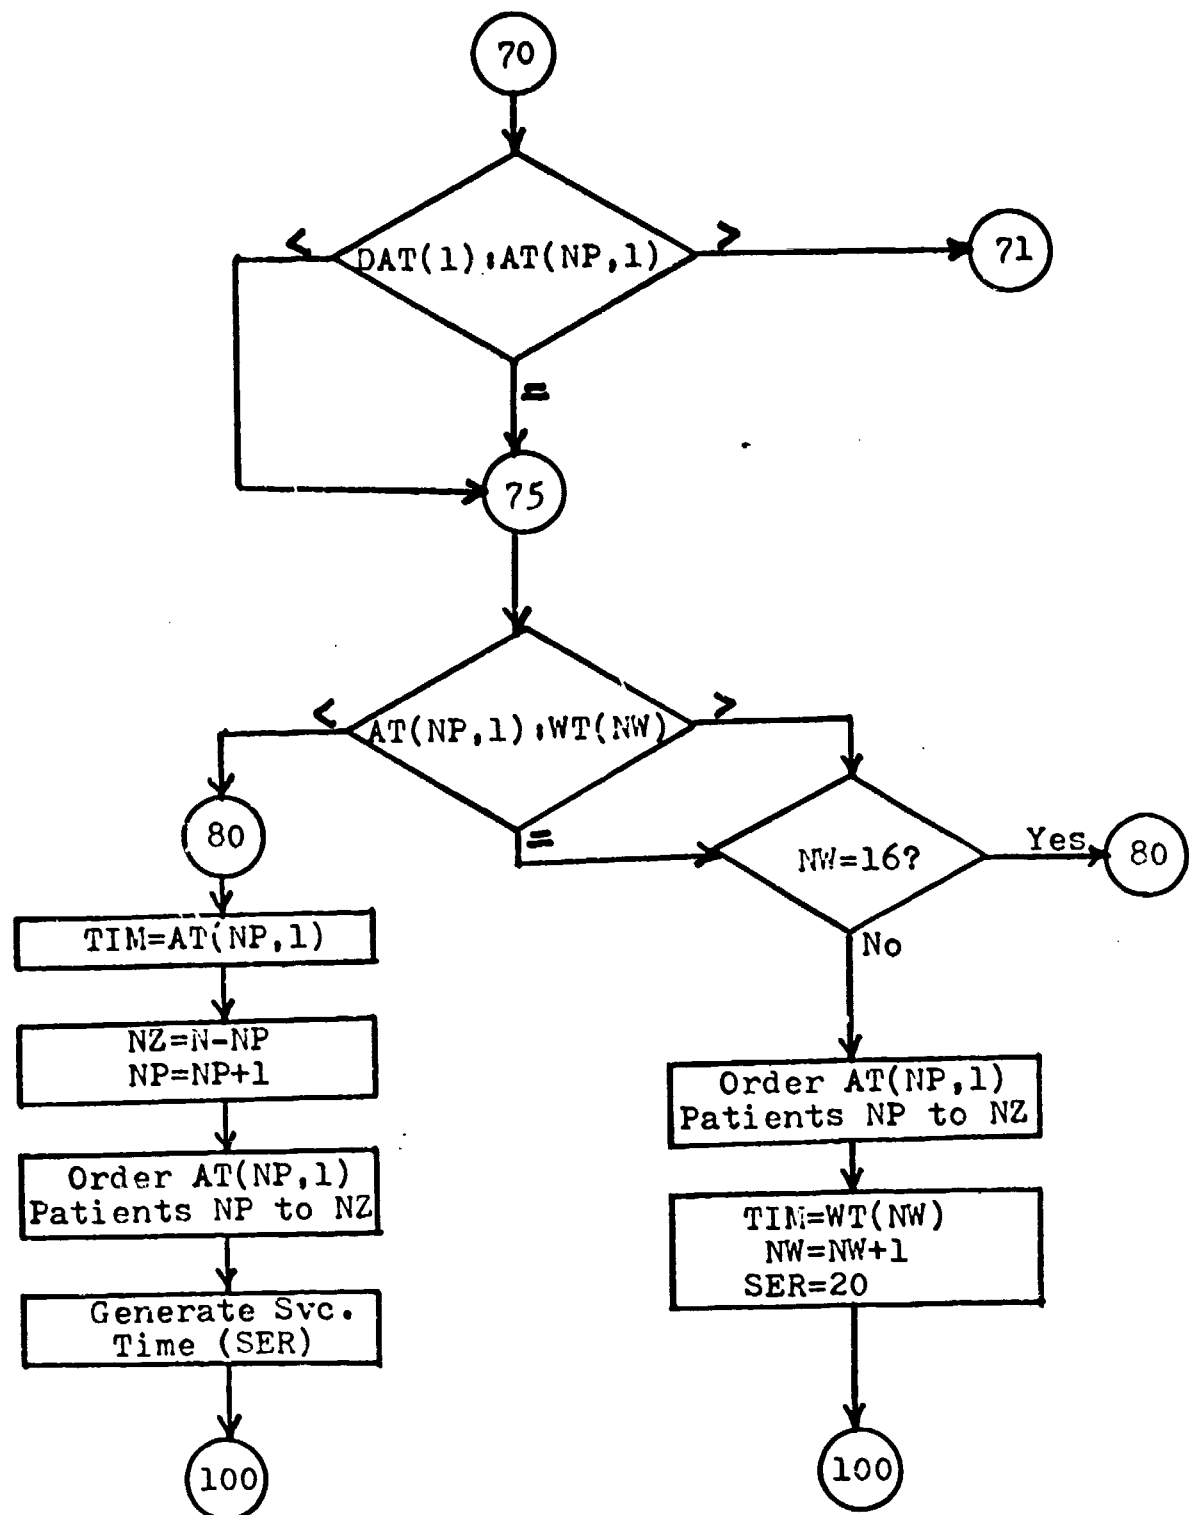 70
< DAT(1):AT(NP,1) >
71
=
75
< AT(NP,1):WT(NW) >
=
80
NW=16?
Yes
80
No
TIM=AT(NP,1)
NZ=N-NP
NP=NP+1
Order AT(NP,1)
Patients NP to NZ
Generate Svc.
Time (SER)
100
Order AT(NP,1)
Patients NP to NZ
TIM=WT(NW)
NW=NW+1
SER=20
100